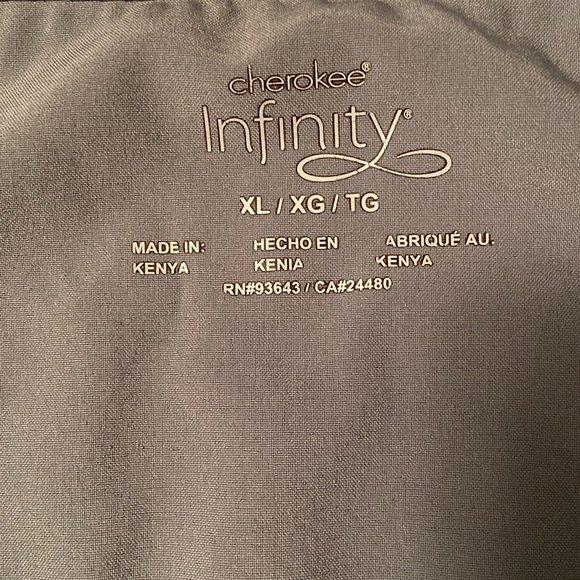 cherokee®
Infinity®
XL / XG / TG
MADE IN: HECHO EN ABRIQUÉ AU.
KENYA KENIA KENYA
RN#93643 / CA#24480